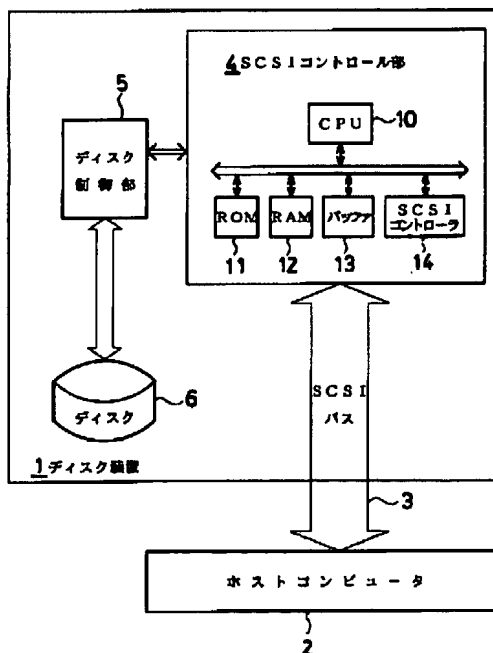 4 SCSIコントロール部
5
CPU
10
ディスク
制御部
ROM
RAM
バッファ
SCSI
コントローラ
11
12
13
14
SCSI
バス
ディスク
6
1 ディスク装置
3
ホストコンピュータ
2